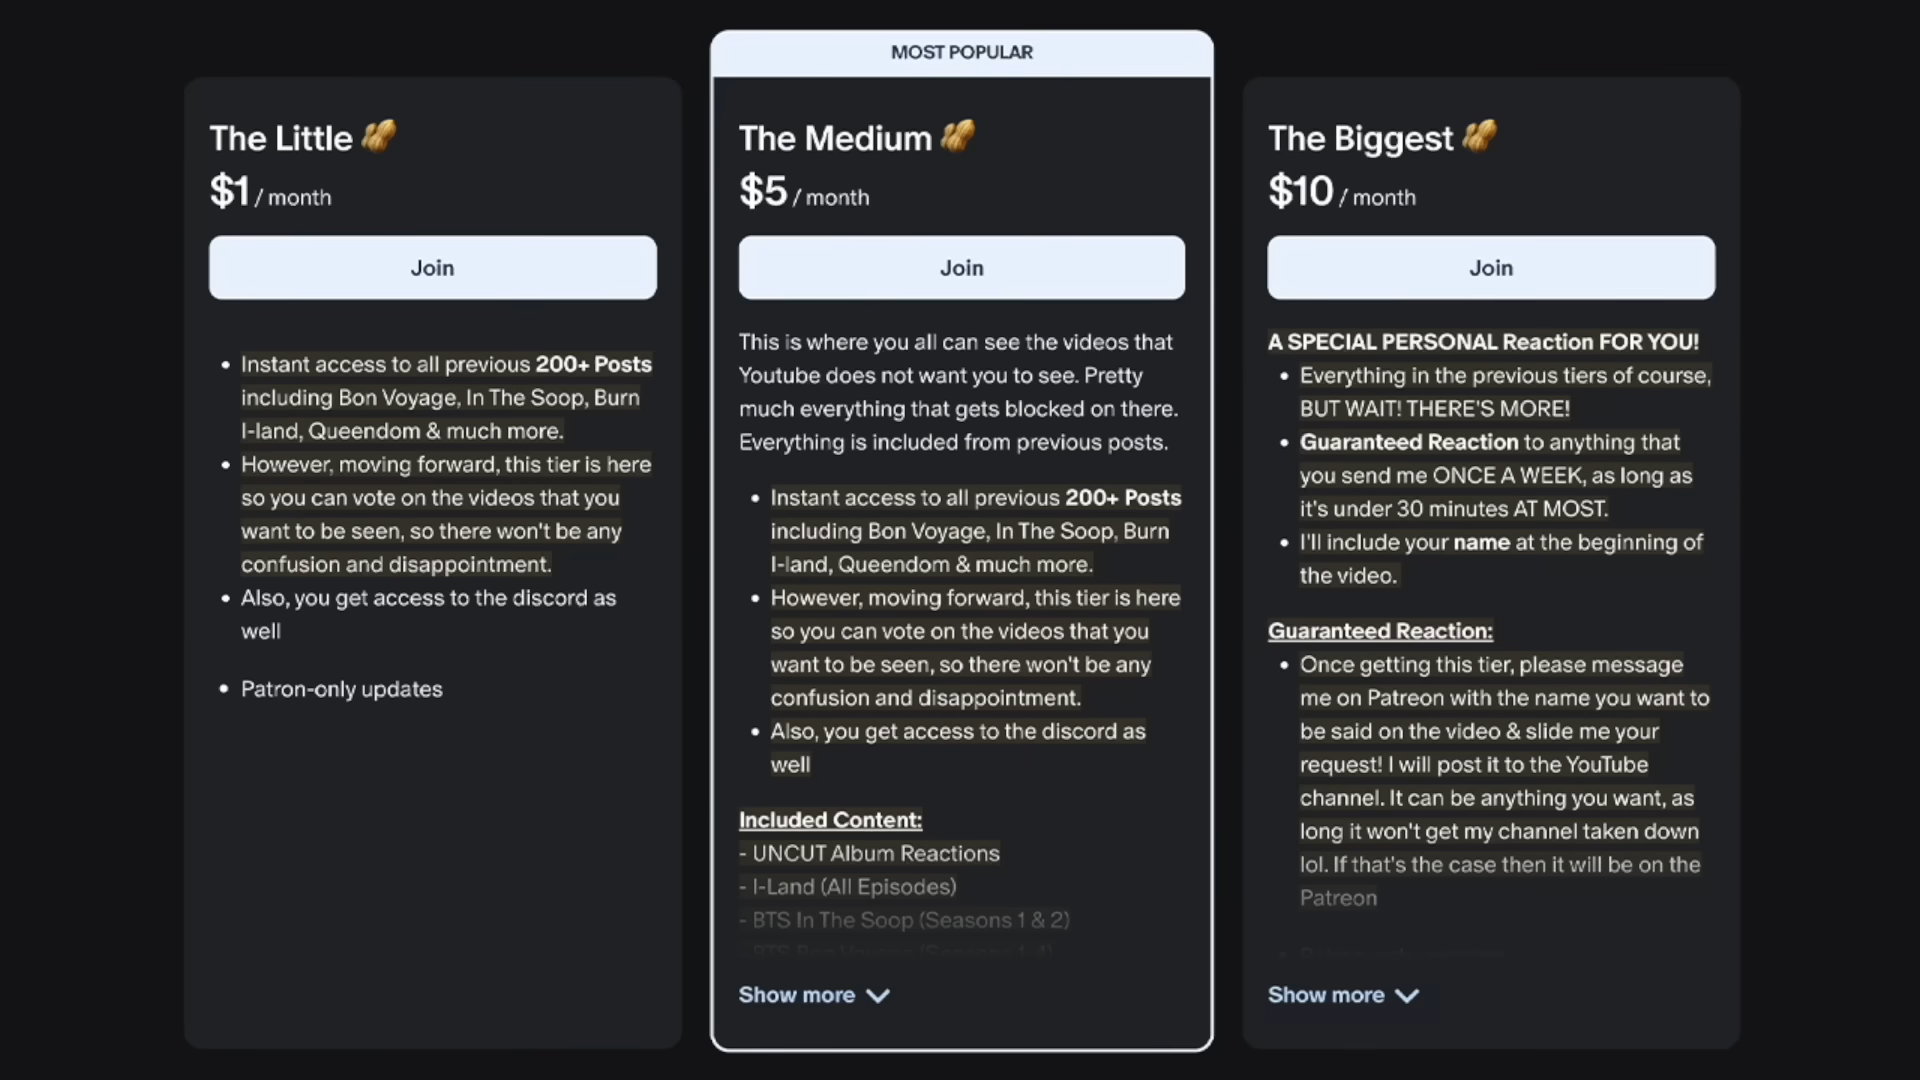 MOST POPULAR
The Little
$1 / month
Join
• Instant access to all previous 200+ Posts
including Bon Voyage, In The Soop, Burn
I-land, Queendom & much more.
• However, moving forward, this tier is here
so you can vote on the videos that you
want to be seen, so there won't be any
confusion and disappointment.
• Also, you get access to the discord as
well
• Patron-only updates
The Medium
$5 / month
Join
This is where you all can see the videos that
Youtube does not want you to see. Pretty
much everything that gets blocked on there.
Everything is included from previous posts.
• Instant access to all previous 200+ Posts
including Bon Voyage, In The Soop, Burn
I-land, Queendom & much more.
• However, moving forward, this tier is here
so you can vote on the videos that you
want to be seen, so there won't be any
confusion and disappointment.
• Also, you get access to the discord as
well
Included Content:
- UNCUT Album Reactions
- I-Land (All Episodes)
- BTS In The Soop (Seasons 1 & 2)
- BTS Bon Voyage (Seasons 1-4)
Show more
The Biggest
$10 / month
Join
A SPECIAL PERSONAL Reaction FOR YOU!
• Everything in the previous tiers of course,
BUT WAIT! THERE'S MORE!
• Guaranteed Reaction to anything that
you send me ONCE A WEEK, as long as
it's under 30 minutes AT MOST.
• I'll include your name at the beginning of
the video.
Guaranteed Reaction:
• Once getting this tier, please message
me on Patreon with the name you want to
be said on the video & slide me your
request! I will post it to the YouTube
channel. It can be anything you want, as
long it won't get my channel taken down
lol. If that's the case then it will be on the
Patreon
Show more